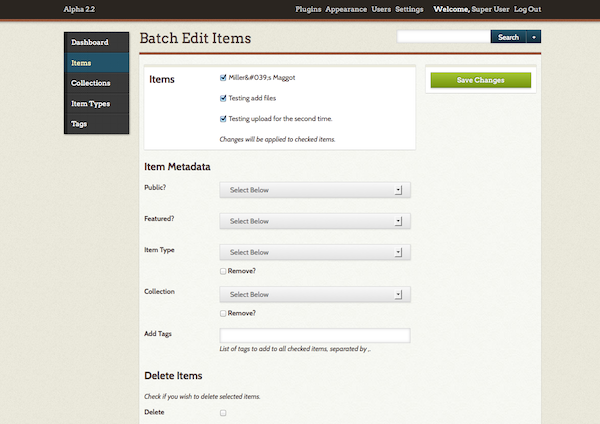 Alpha 2.2
Plugins Appearance Users Settings Welcome, Super User Log Out
Dashboard
Items
Collections
Item Types
Tags
Batch Edit Items
Search
Items
Miller&#039;s Maggot
Testing add files
Testing upload for the second time.
Changes will be applied to checked items.
Save Changes
Item Metadata
Public? Select Below
Featured? Select Below
Item Type Select Below
Remove?
Collection Select Below
Remove?
Add Tags
List of tags to add to all checked items, separated by ,.
Delete Items
Check if you wish to delete selected items.
Delete